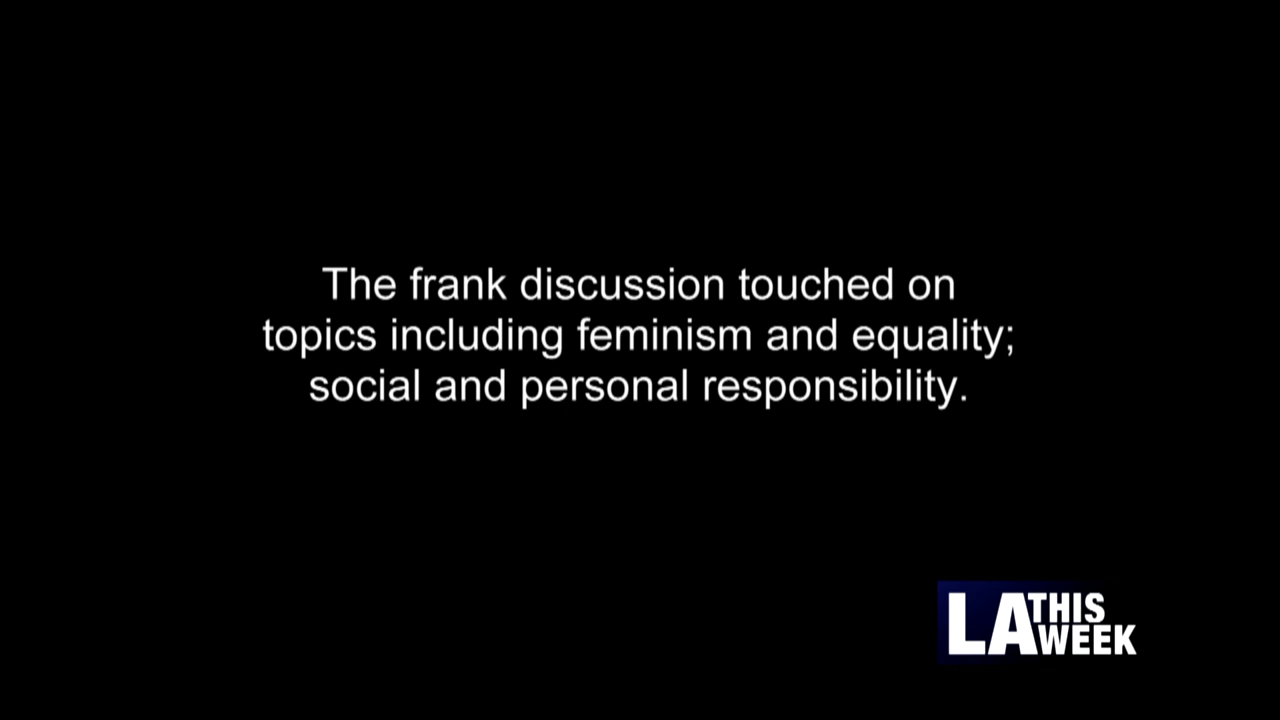 The frank discussion touched on
topics including feminism and equality;
social and personal responsibility.
LA THIS
WEEK